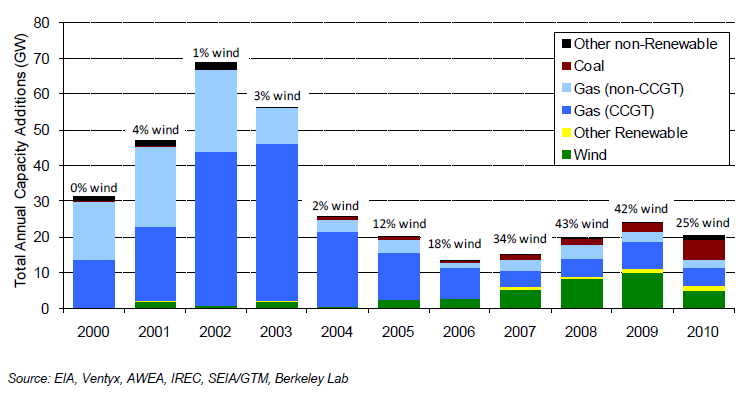 Total Annual Capacity Additions (GW)
80
70
60
50
40
30
20
10
0
0% wind
4% wind
1% wind
3% wind
2% wind
12% wind
18% wind
34% wind
43% wind
42% wind
25% wind
Other non-Renewable
Coal
Gas (non-CCGT)
Gas (CCGT)
Other Renewable
Wind
2000 2001 2002 2003 2004 2005 2006 2007 2008 2009 2010
Source: EIA, Ventyx, AWEA, IREC, SEIA/GTM, Berkeley Lab